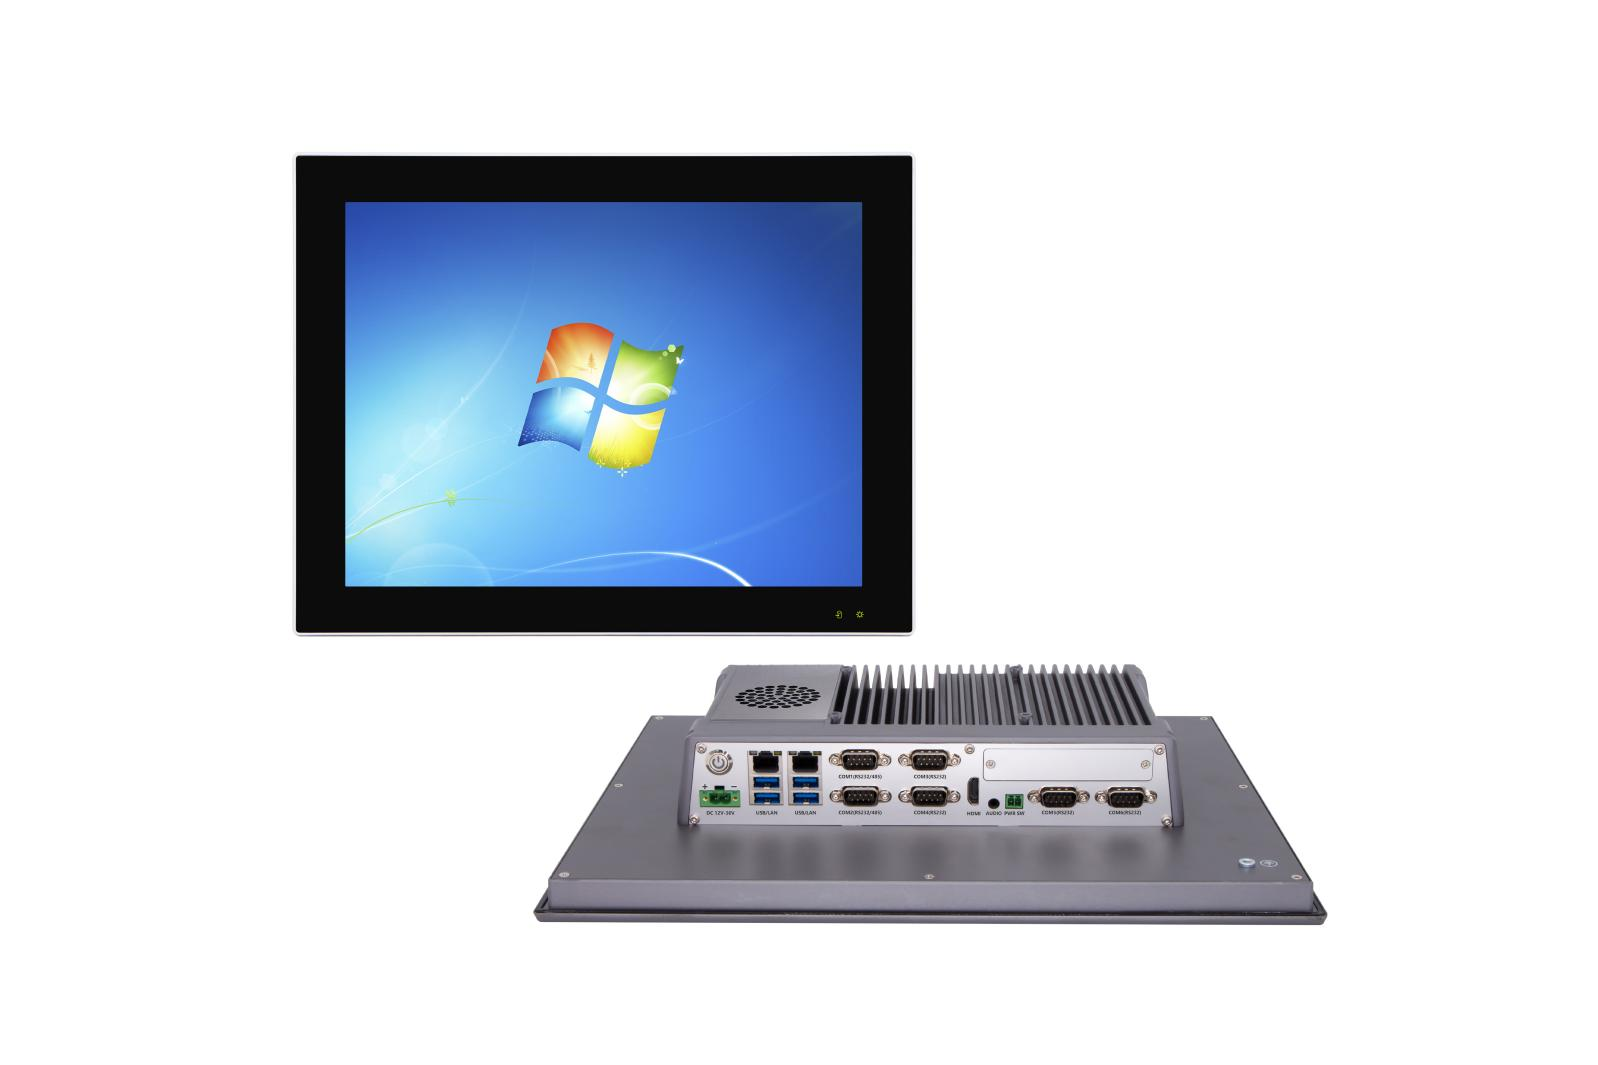 COM1(RS232/485)
COM3(RS232)
+ −
DC 12V-30V
USB/LAN
USB/LAN
COM2(RS232/485)
COM4(RS232)
HDMI
AUDIO
PWR SW
COM5(RS232)
COM6(RS232)